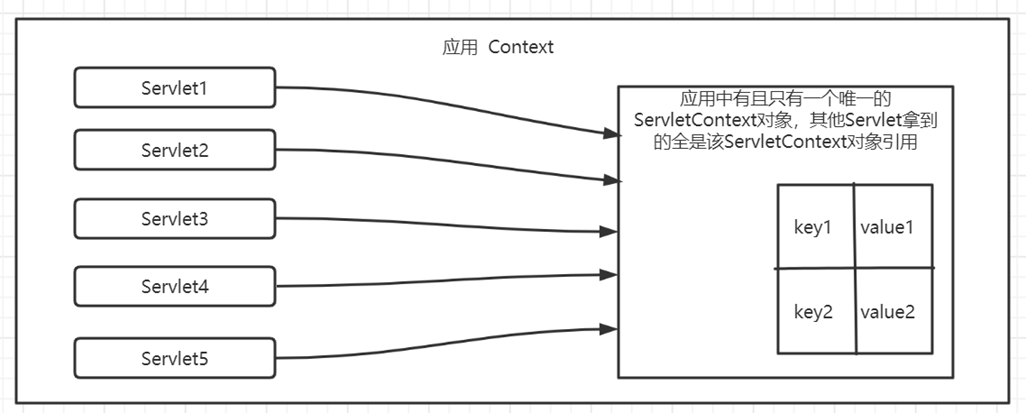 应用 Context
Servlet1
Servlet2
Servlet3
Servlet4
Servlet5
应用中有且只有一个唯一的
ServletContext对象，其他Servlet拿到
的全是该ServletContext对象引用
key1 value1
key2 value2